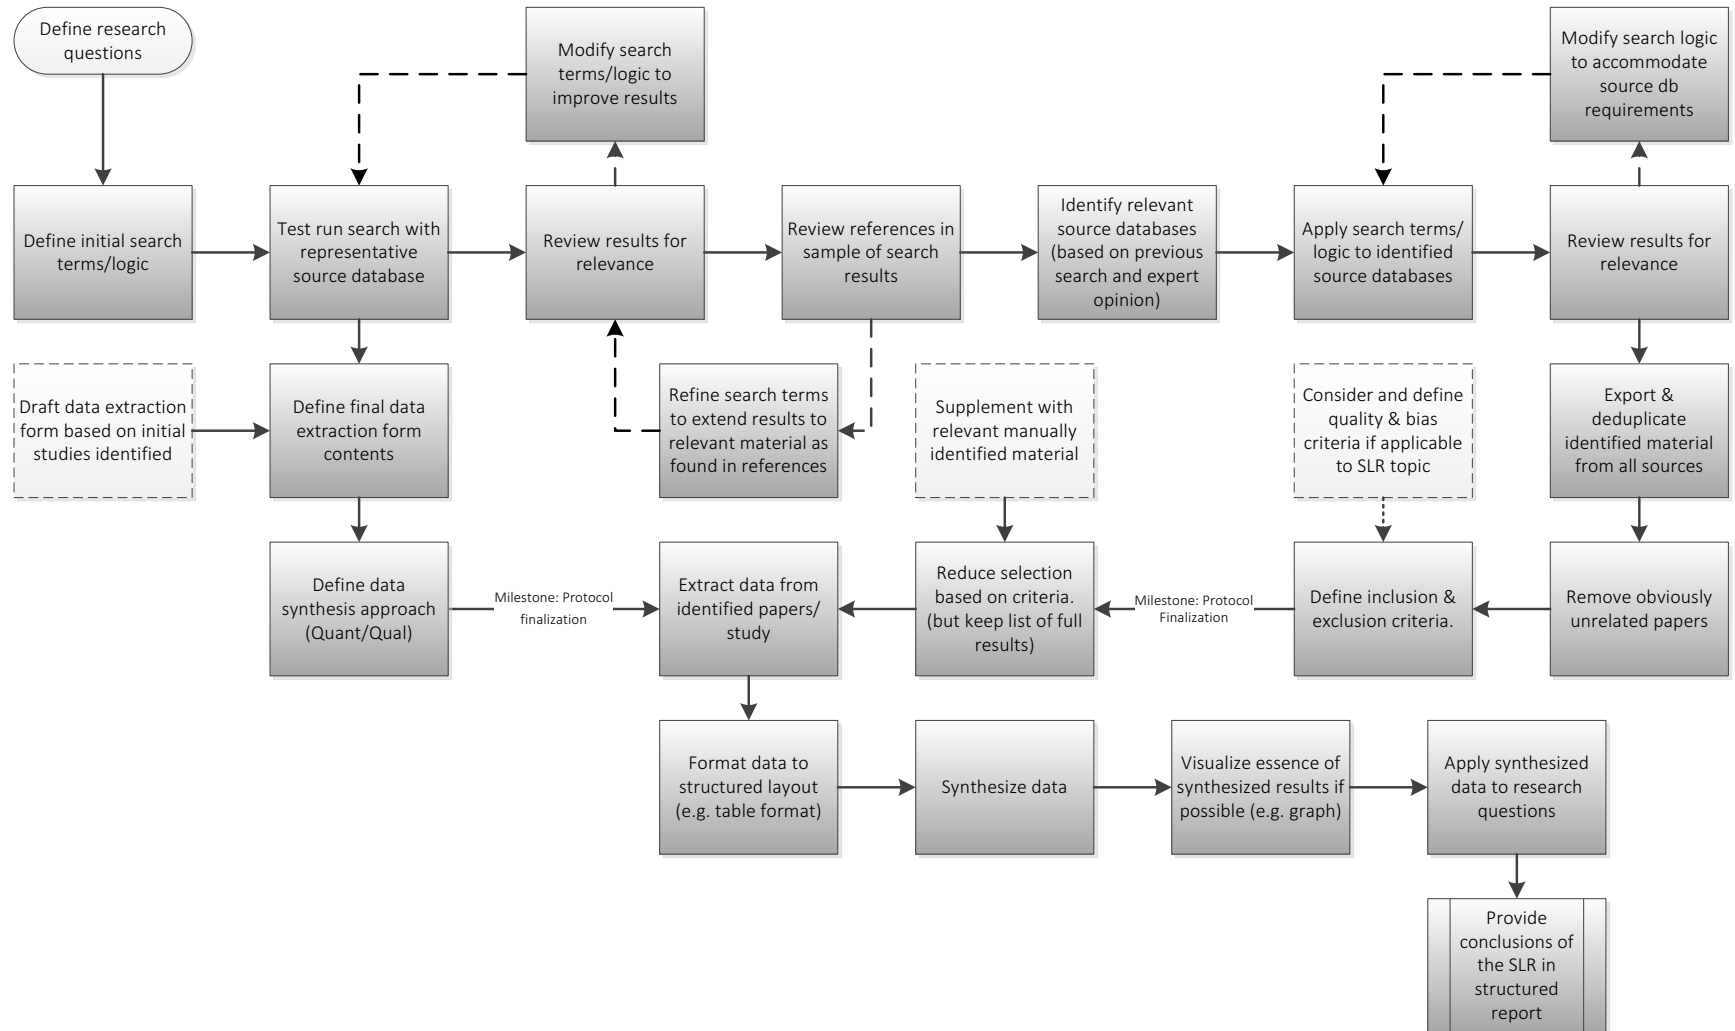 Define research
questions
Modify search
terms/logic to
improve results
Modify search logic
to accommodate
source db
requirements
Define initial search
terms/logic
Test run search with
representative
source database
Review results for
relevance
Review references in
sample of search
results
Identify relevant
source databases
(based on previous
search and expert
opinion)
Apply search terms/
logic to identified
source databases
Review results for
relevance
Draft data extraction
form based on initial
studies identified
Define final data
extraction form
contents
Refine search terms
to extend results to
relevant material as
found in references
Supplement with
relevant manually
identified material
Consider and define
quality & bias
criteria if applicable
to SLR topic
Export &
deduplicate
identified material
from all sources
Define data
synthesis approach
(Quant/Qual)
Milestone: Protocol
finalization
Extract data from
identified papers/
study
Reduce selection
based on criteria.
(but keep list of full
results)
Milestone: Protocol
Finalization
Define inclusion &
exclusion criteria.
Remove obviously
unrelated papers
Format data to
structured layout
(e.g. table format)
Synthesize data
Visualize essence of
synthesized results if
possible (e.g. graph)
Apply synthesized
data to research
questions
Provide
conclusions of
the SLR in
structured
report